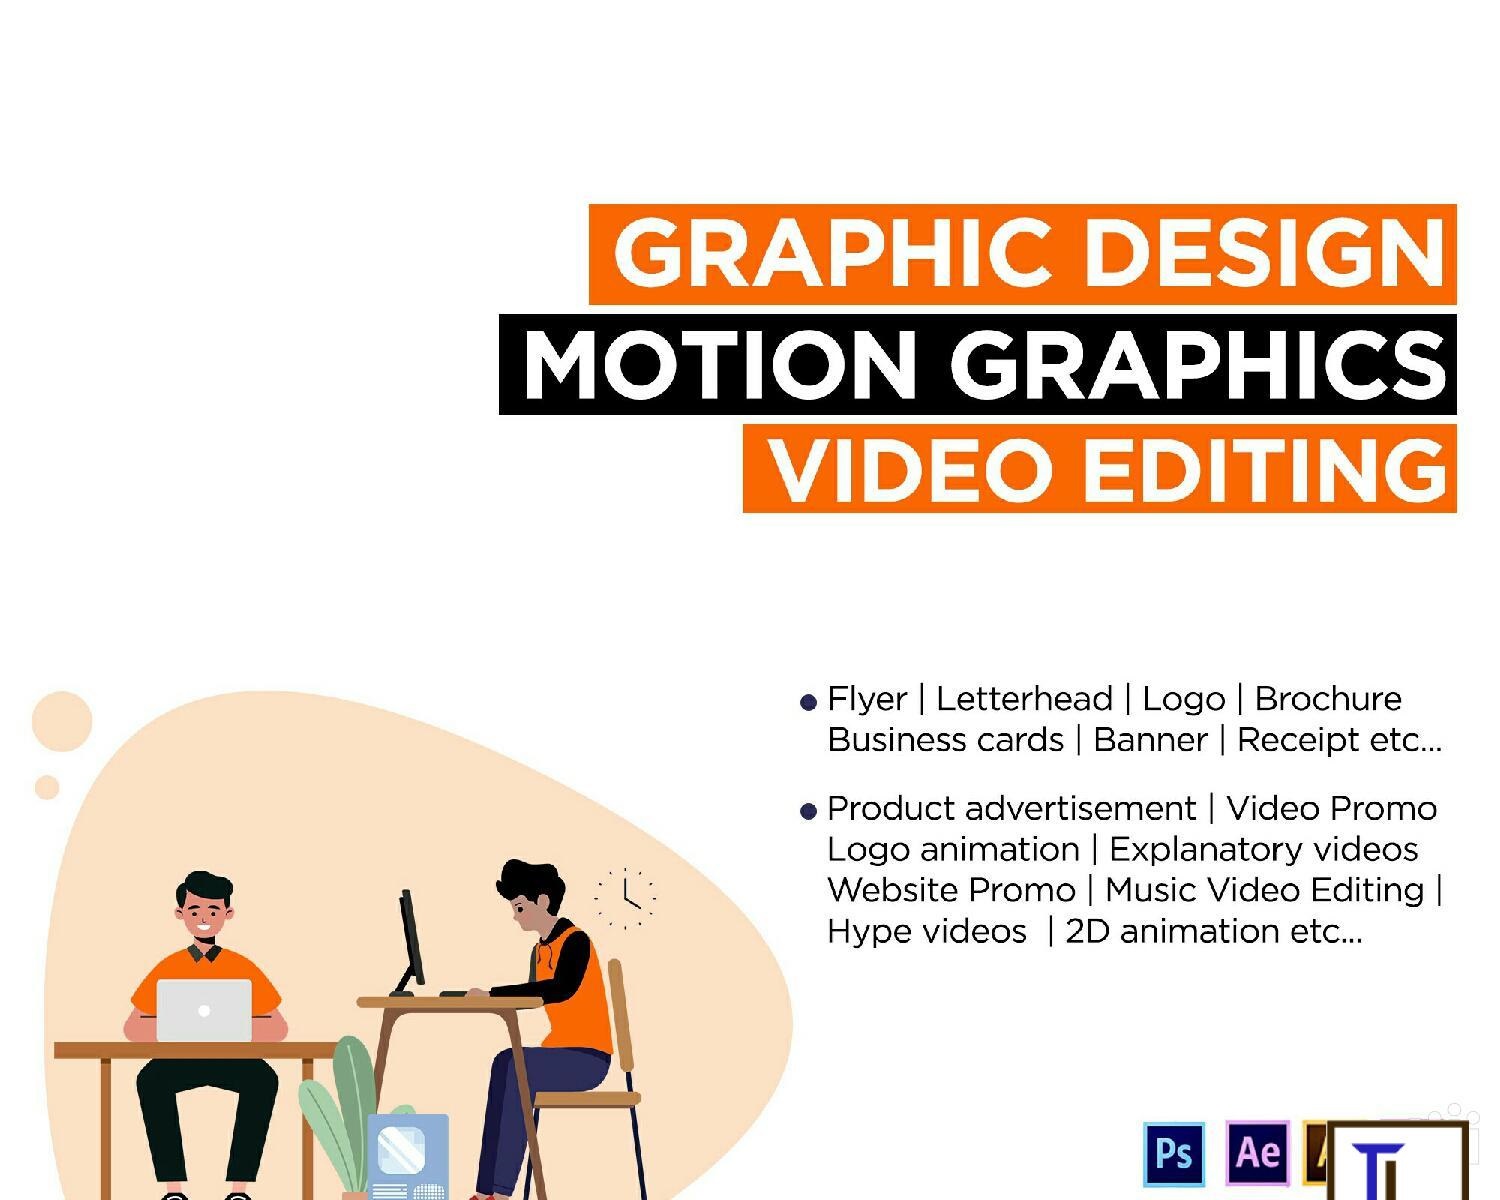 GRAPHIC DESIGN
MOTION GRAPHICS
VIDEO EDITING
Flyer | Letterhead | Logo | Brochure
Business cards | Banner | Receipt etc...
Product advertisement | Video Promo
Logo animation | Explanatory videos
Website Promo | Music Video Editing |
Hype videos | 2D animation etc...
Ps Ae